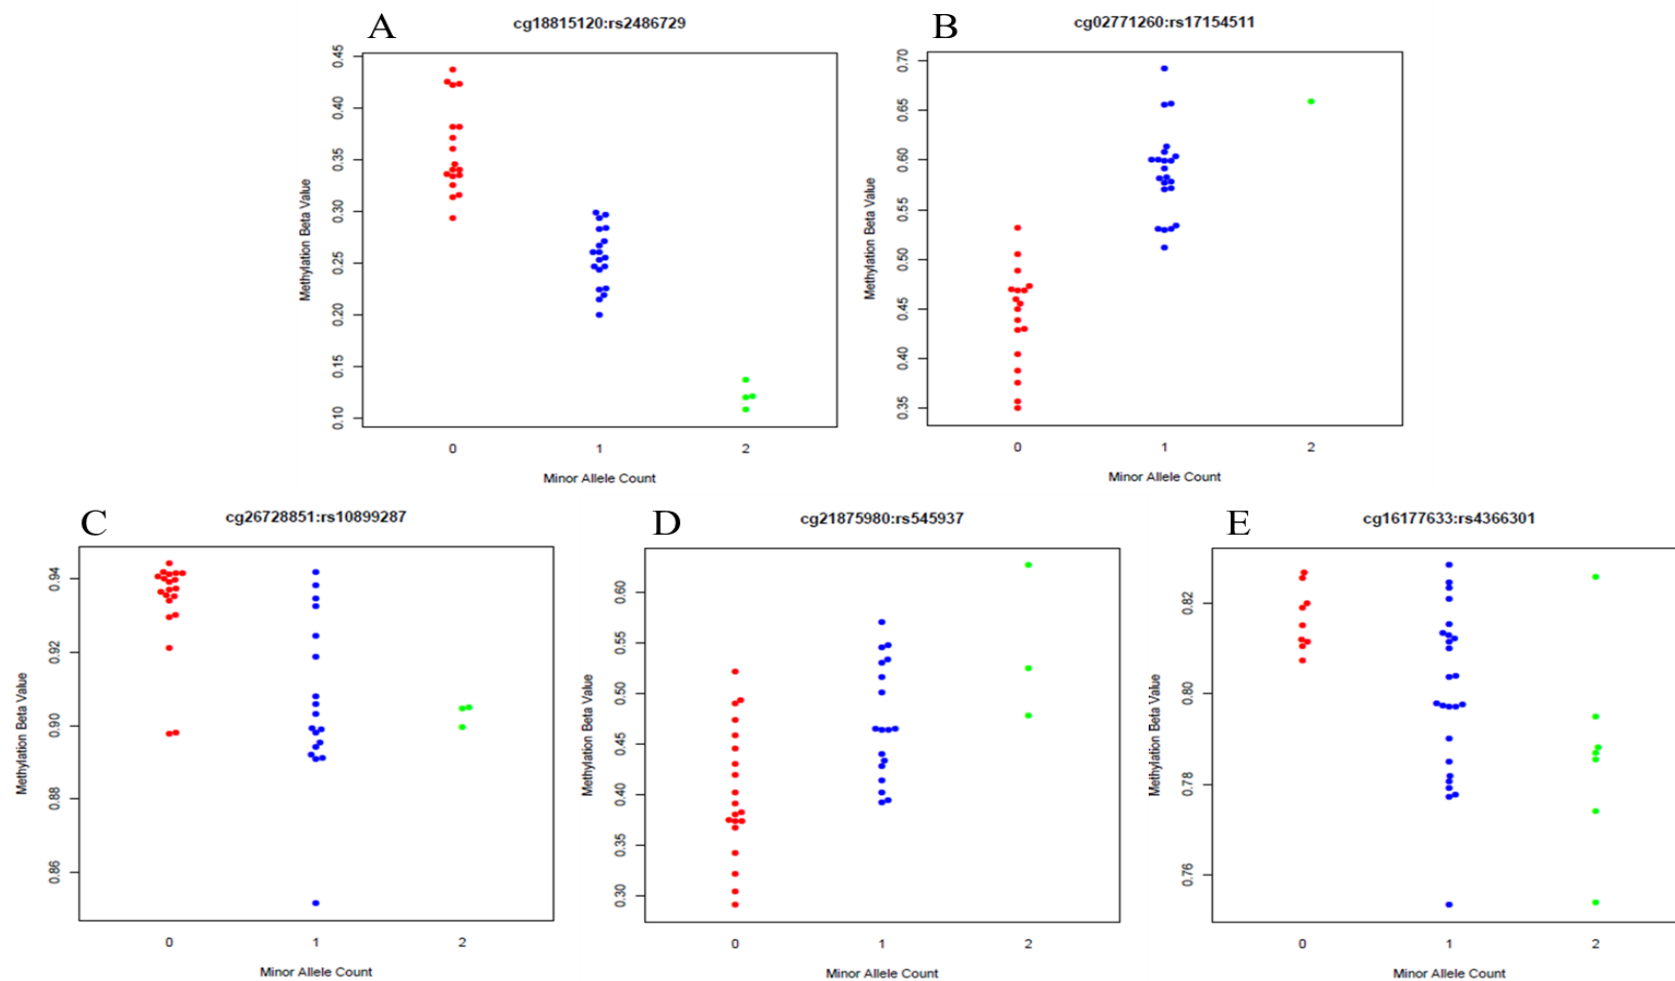 A
cg18815120:rs2486729
Methylation Beta Value
0.45
0.40
0.35
0.30
0.25
0.20
0.15
0.10
0 1 2
Minor Allele Count
B
cg02771260:rs17154511
Methylation Beta Value
0.70
0.65
0.60
0.55
0.50
0.45
0.40
0.35
0 1 2
Minor Allele Count
C
cg26728851:rs10899287
Methylation Beta Value
0.94
0.92
0.90
0.88
0.86
0 1 2
Minor Allele Count
D
cg21875980:rs545937
Methylation Beta Value
0.60
0.55
0.50
0.45
0.40
0.35
0.30
0 1 2
Minor Allele Count
E
cg16177633:rs4366301
Methylation Beta Value
0.82
0.80
0.78
0.76
0 1 2
Minor Allele Count